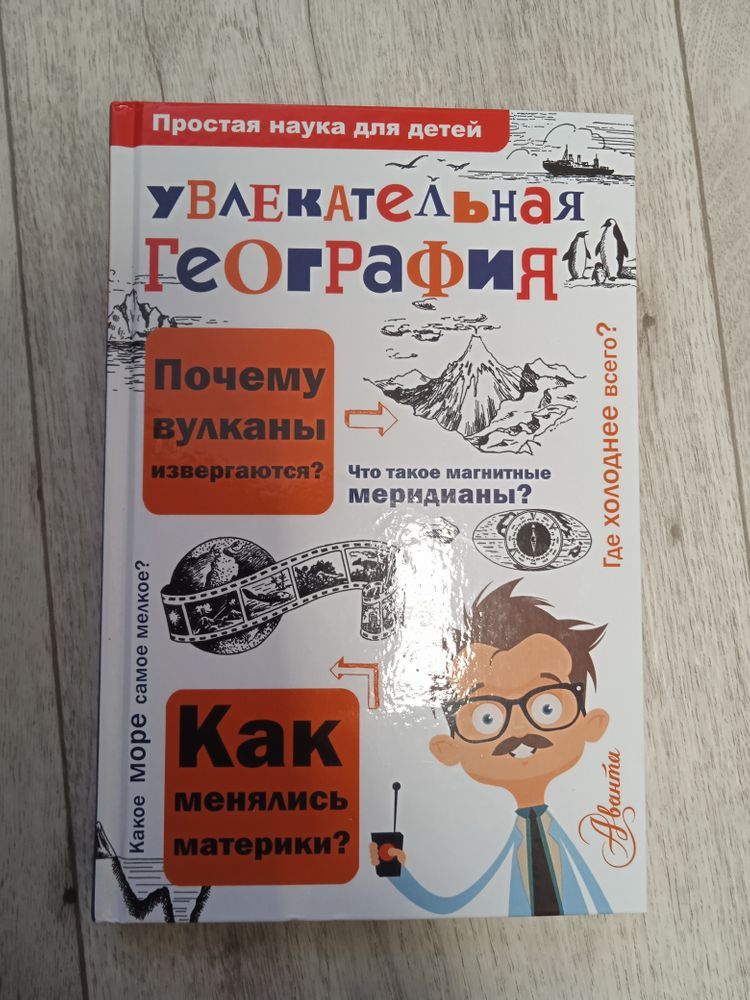 Простая наука для детей
УВЛЕКАТЕЛЬНАЯ
ГЕОГРАФИЯ
Почему
вулканы
извергаются?
Что такое магнитные
меридианы?
Где холоднее всего?
Какое море самое мелкое?
Как
менялись
материки?
Аванта